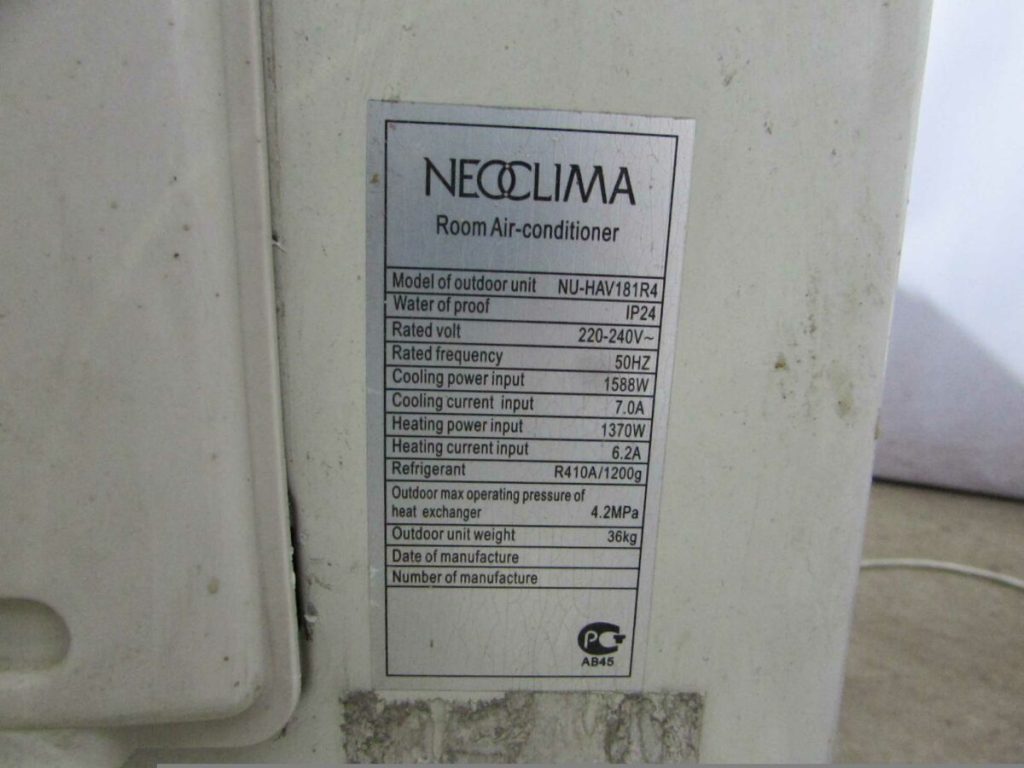 NEOCLIMA
Room Air-conditioner
Model of outdoor unit NU-HAV181R4
Water of proof IP24
Rated volt 220-240V~
Rated frequency 50HZ
Cooling power input 1588W
Cooling current input 7.0A
Heating power input 1370W
Heating current input 6.2A
Refrigerant R410A/1200g
Outdoor max operating pressure of
heat exchanger 4.2MPa
Outdoor unit weight 36kg
Date of manufacture
Number of manufacture
РСТ
АВ45